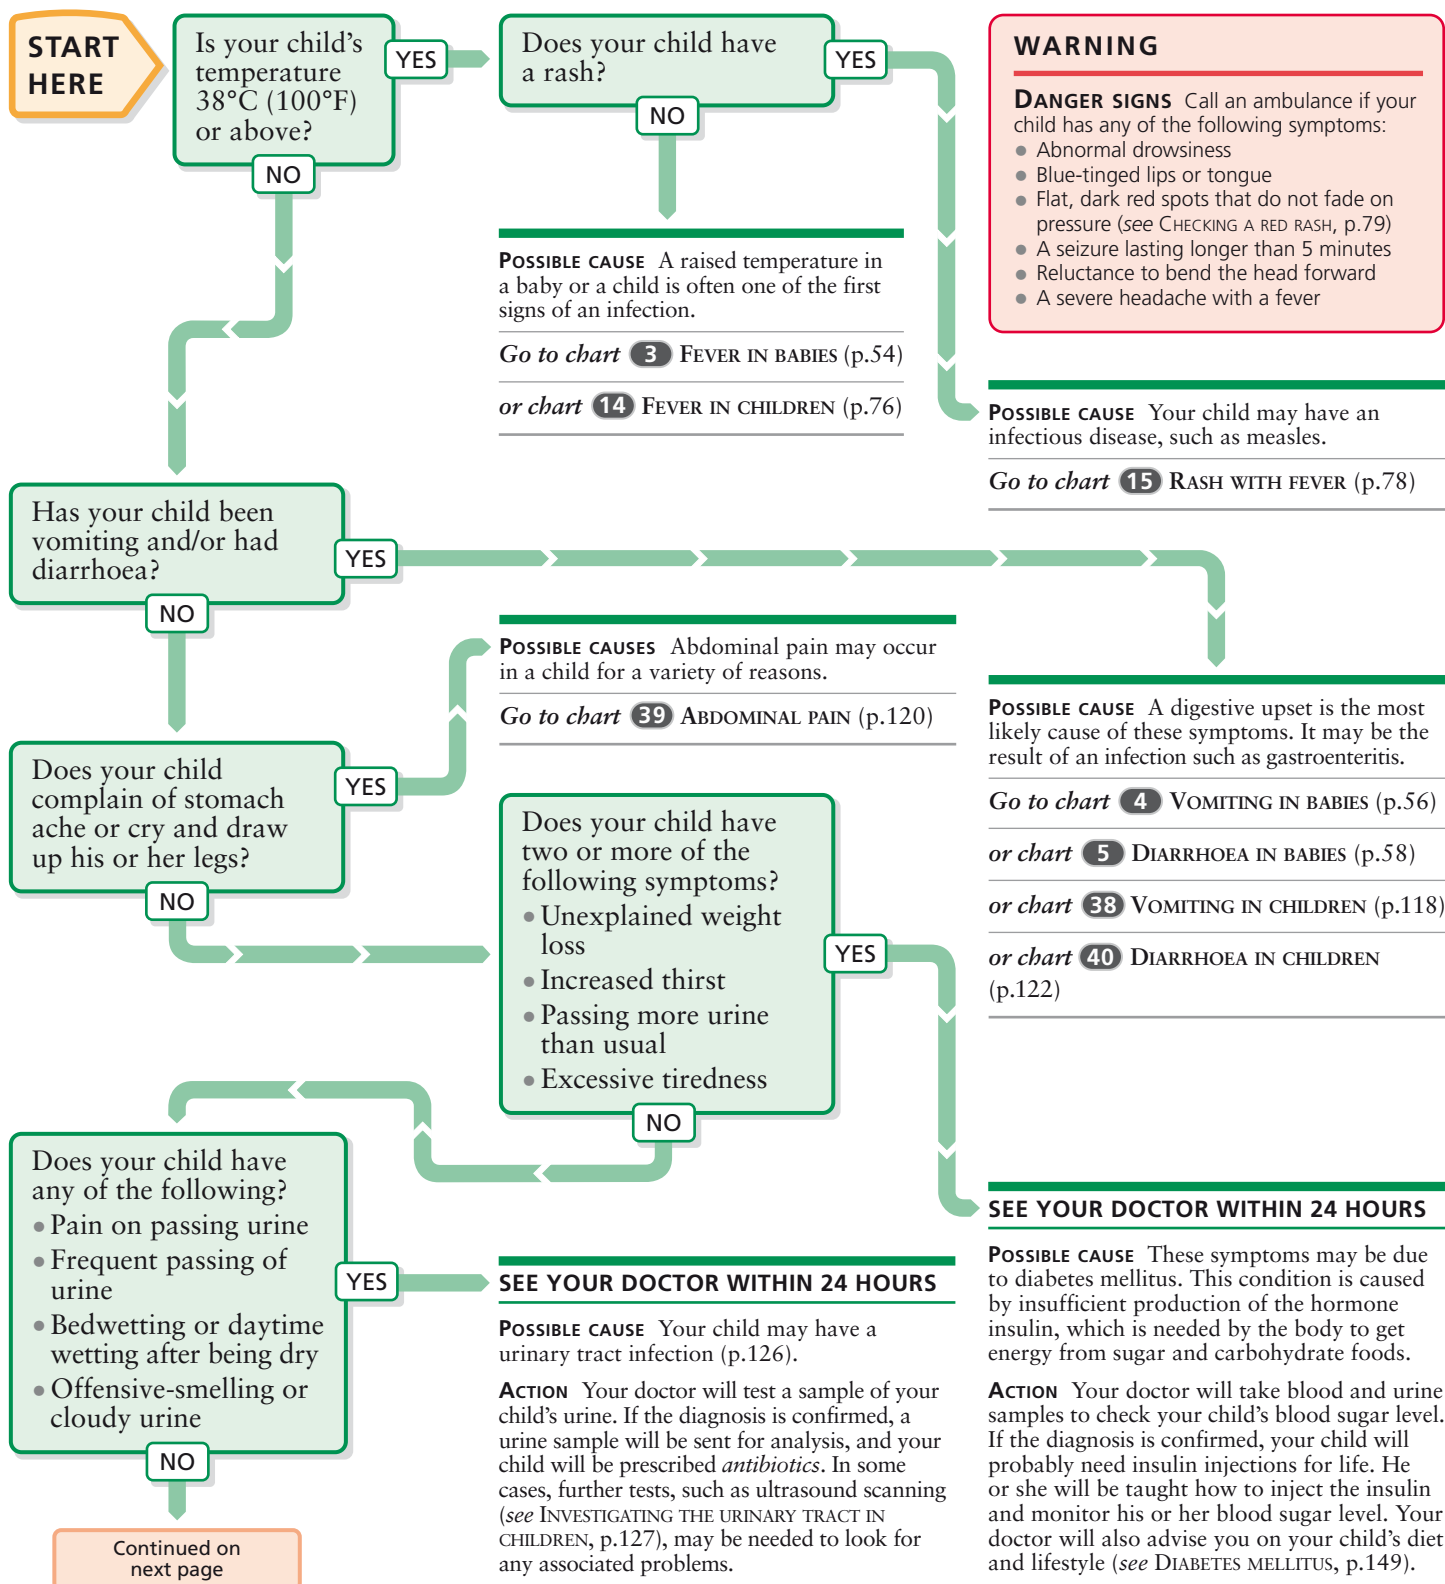 START
HERE
Is your child's
temperature
38°C (100°F)
or above?
YES
NO
Does your child have
a rash?
YES
NO
WARNING
DANGER SIGNS Call an ambulance if your
child has any of the following symptoms:
• Abnormal drowsiness
• Blue-tinged lips or tongue
• Flat, dark red spots that do not fade on
pressure (see CHECKING A RED RASH, p.79)
• A seizure lasting longer than 5 minutes
• Reluctance to bend the head forward
• A severe headache with a fever
POSSIBLE CAUSE A raised temperature in
a baby or a child is often one of the first
signs of an infection.
Go to chart 3 FEVER IN BABIES (p.54)
or chart 14 FEVER IN CHILDREN (p.76)
POSSIBLE CAUSE Your child may have an
infectious disease, such as measles.
Go to chart 15 RASH WITH FEVER (p.78)
Has your child been
vomiting and/or had
diarrhoea?
YES
NO
POSSIBLE CAUSES Abdominal pain may occur
in a child for a variety of reasons.
Go to chart 39 ABDOMINAL PAIN (p.120)
POSSIBLE CAUSE A digestive upset is the most
likely cause of these symptoms. It may be the
result of an infection such as gastroenteritis.
Go to chart 4 VOMITING IN BABIES (p.56)
or chart 5 DIARRHOEA IN BABIES (p.58)
or chart 38 VOMITING IN CHILDREN (p.118)
or chart 40 DIARRHOEA IN CHILDREN
(p.122)
Does your child
complain of stomach
ache or cry and draw
up his or her legs?
YES
NO
Does your child have
two or more of the
following symptoms?
• Unexplained weight
loss
• Increased thirst
• Passing more urine
than usual
• Excessive tiredness
YES
NO
Does your child have
any of the following?
• Pain on passing urine
• Frequent passing of
urine
• Bedwetting or daytime
wetting after being dry
• Offensive-smelling or
cloudy urine
YES
NO
Continued on
next page
SEE YOUR DOCTOR WITHIN 24 HOURS
POSSIBLE CAUSE Your child may have a
urinary tract infection (p.126).
ACTION Your doctor will test a sample of your
child's urine. If the diagnosis is confirmed, a
urine sample will be sent for analysis, and your
child will be prescribed antibiotics. In some
cases, further tests, such as ultrasound scanning
(see INVESTIGATING THE URINARY TRACT IN
CHILDREN, p.127), may be needed to look for
any associated problems.
SEE YOUR DOCTOR WITHIN 24 HOURS
POSSIBLE CAUSE These symptoms may be due
to diabetes mellitus. This condition is caused
by insufficient production of the hormone
insulin, which is needed by the body to get
energy from sugar and carbohydrate foods.
ACTION Your doctor will take blood and urine
samples to check your child's blood sugar level.
If the diagnosis is confirmed, your child will
probably need insulin injections for life. He
or she will be taught how to inject the insulin
and monitor his or her blood sugar level. Your
doctor will also advise you on your child's diet
and lifestyle (see DIABETES MELLITUS, p.149).